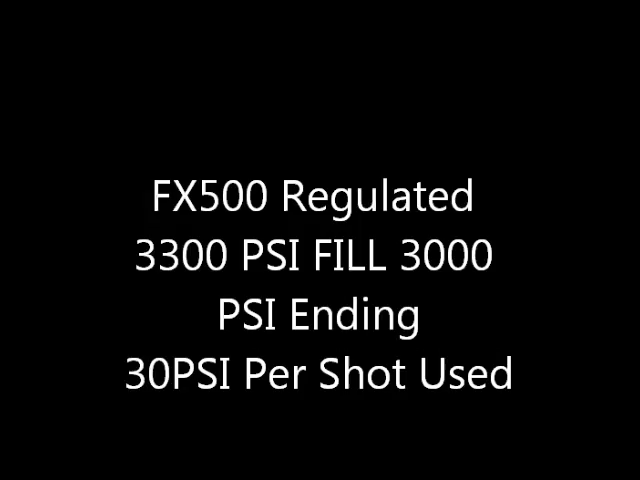 FX500 Regulated
3300 PSI FILL 3000
PSI Ending
30PSI Per Shot Used